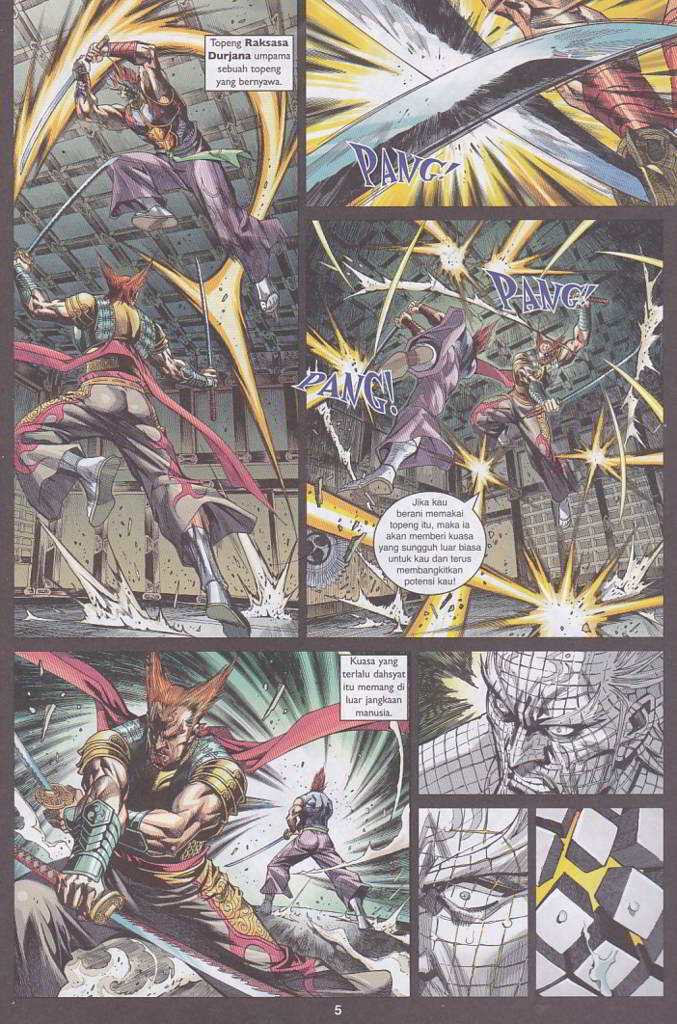 Topeng Raksasa
Durjana umpama
sebuah topeng
yang bernyawa.
PANG!
PANG!
PANG!
Jika kau
berani memakai
topeng itu, maka ia
akan memberi kuasa
yang sungguh luar biasa
untuk kau dan terus
membangkitkan
potensi kau!
Kuasa yang
terlalu dahsyat
itu memang di
luar jangkaan
manusia.
5